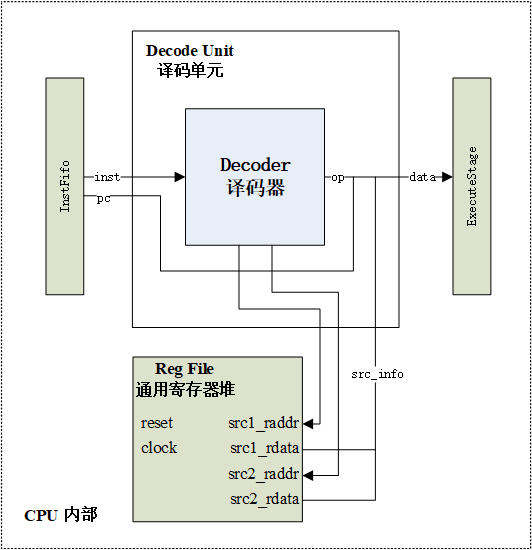 Decode Unit
译码单元
InstFifo
inst
pc
Decoder
译码器
op
data
ExecuteStage
src_info
Reg File
通用寄存器堆
reset
src1_raddr
clock
src1_rdata
src2_raddr
src2_rdata
CPU 内部